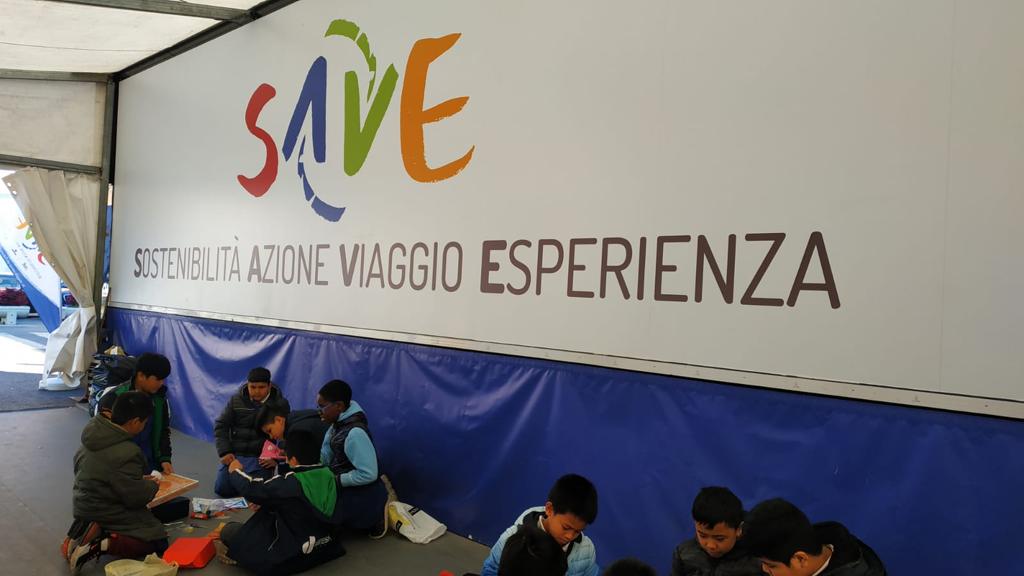 SAVE
SOSTENIBILITÀ AZIONE VIAGGIO ESPERIENZA